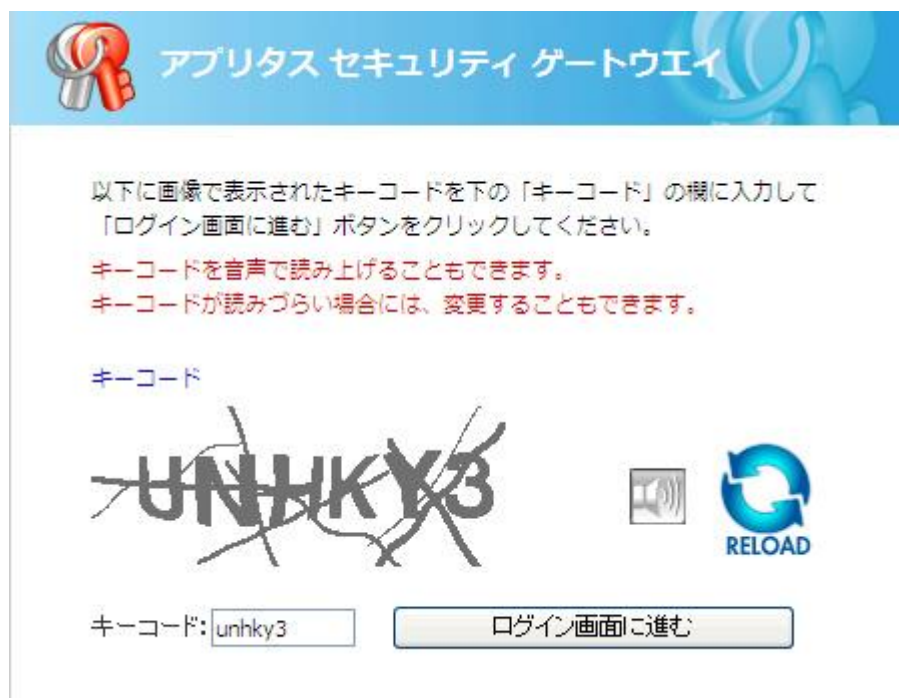 アプリタス セキュリティ ゲートウエイ
以下に画像で表示されたキーコードを下の「キーコード」の欄に入力して
「ログイン画面に進む」ボタンをクリックしてください。
キーコードを音声で読み上げることもできます。
キーコードが読みづらい場合には、変更することもできます。
キーコード
UNHKY3
RELOAD
キーコード: unhky3 ログイン画面に進む